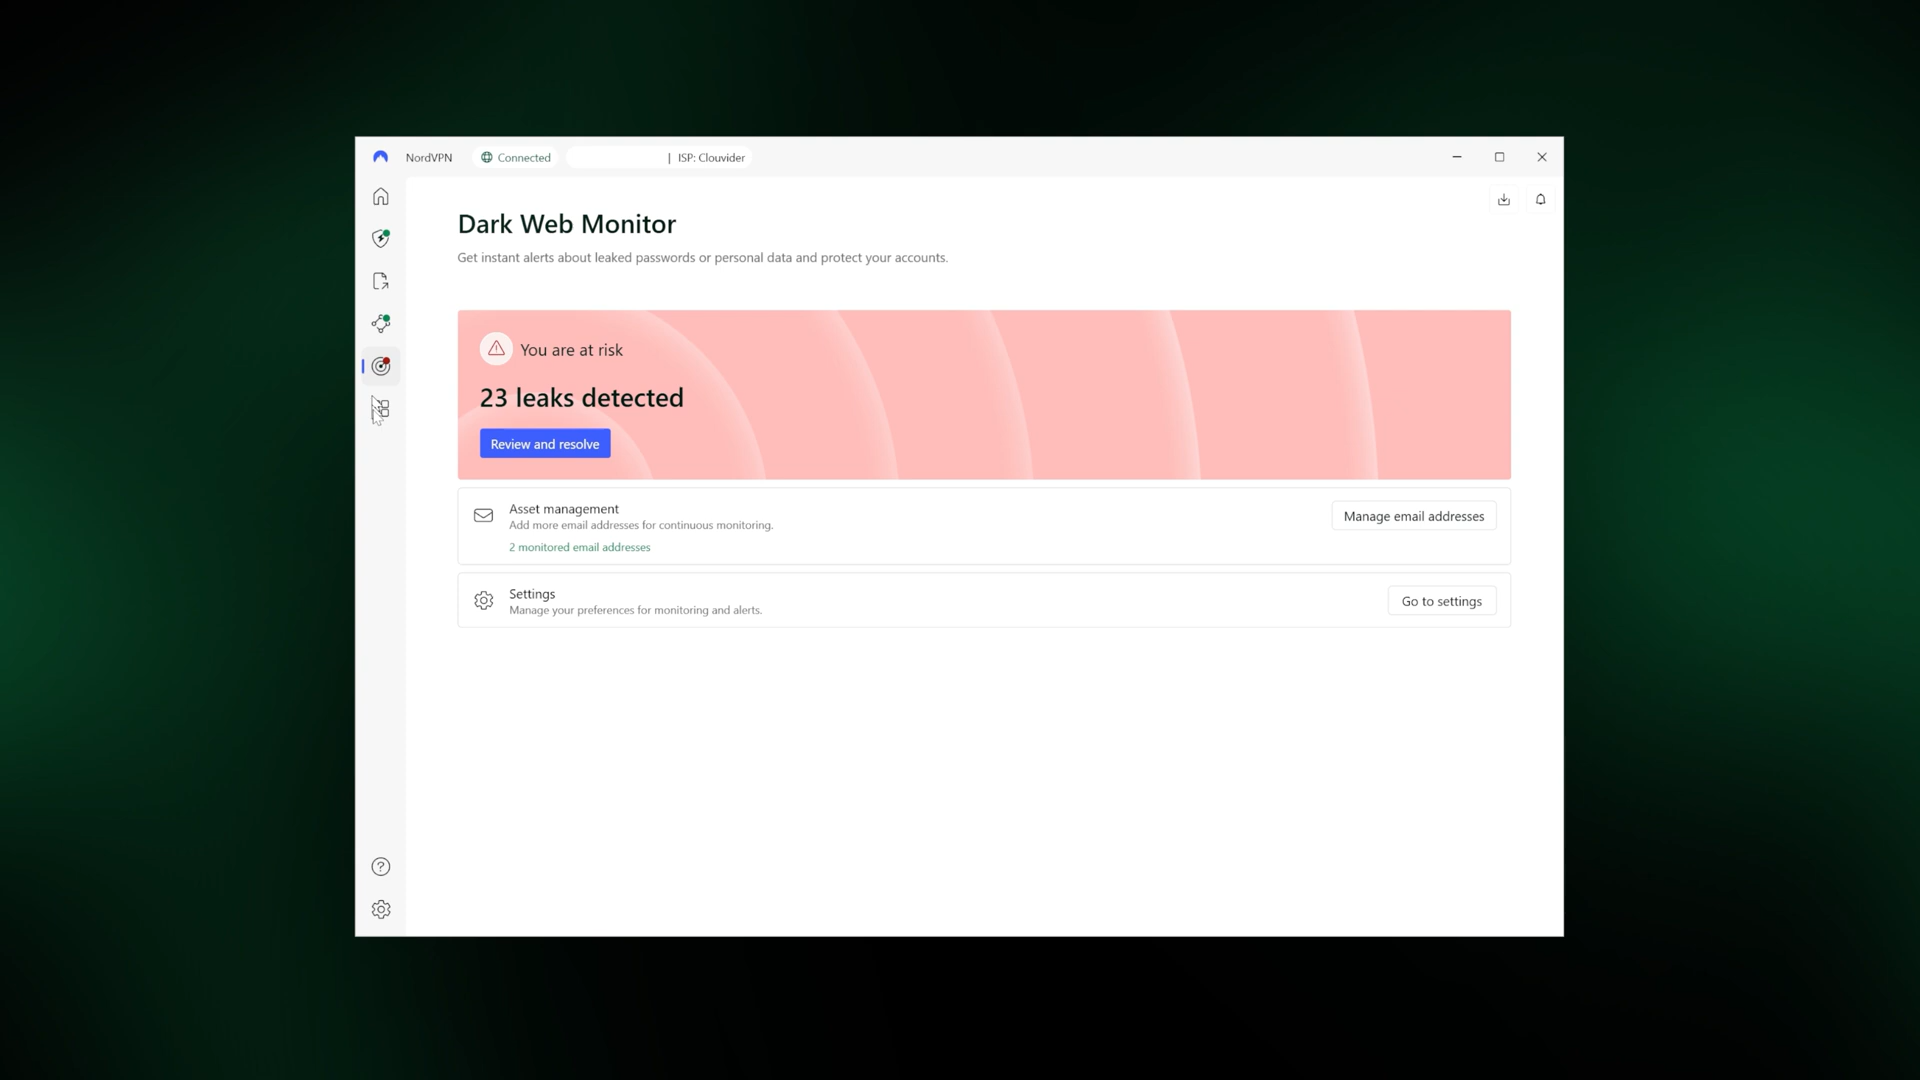 NordVPN
Connected
| ISP: Clouvider
Dark Web Monitor
Get instant alerts about leaked passwords or personal data and protect your accounts.
You are at risk
23 leaks detected
Review and resolve
Asset management
Add more email addresses for continuous monitoring.
2 monitored email addresses
Manage email addresses
Settings
Manage your preferences for monitoring and alerts.
Go to settings